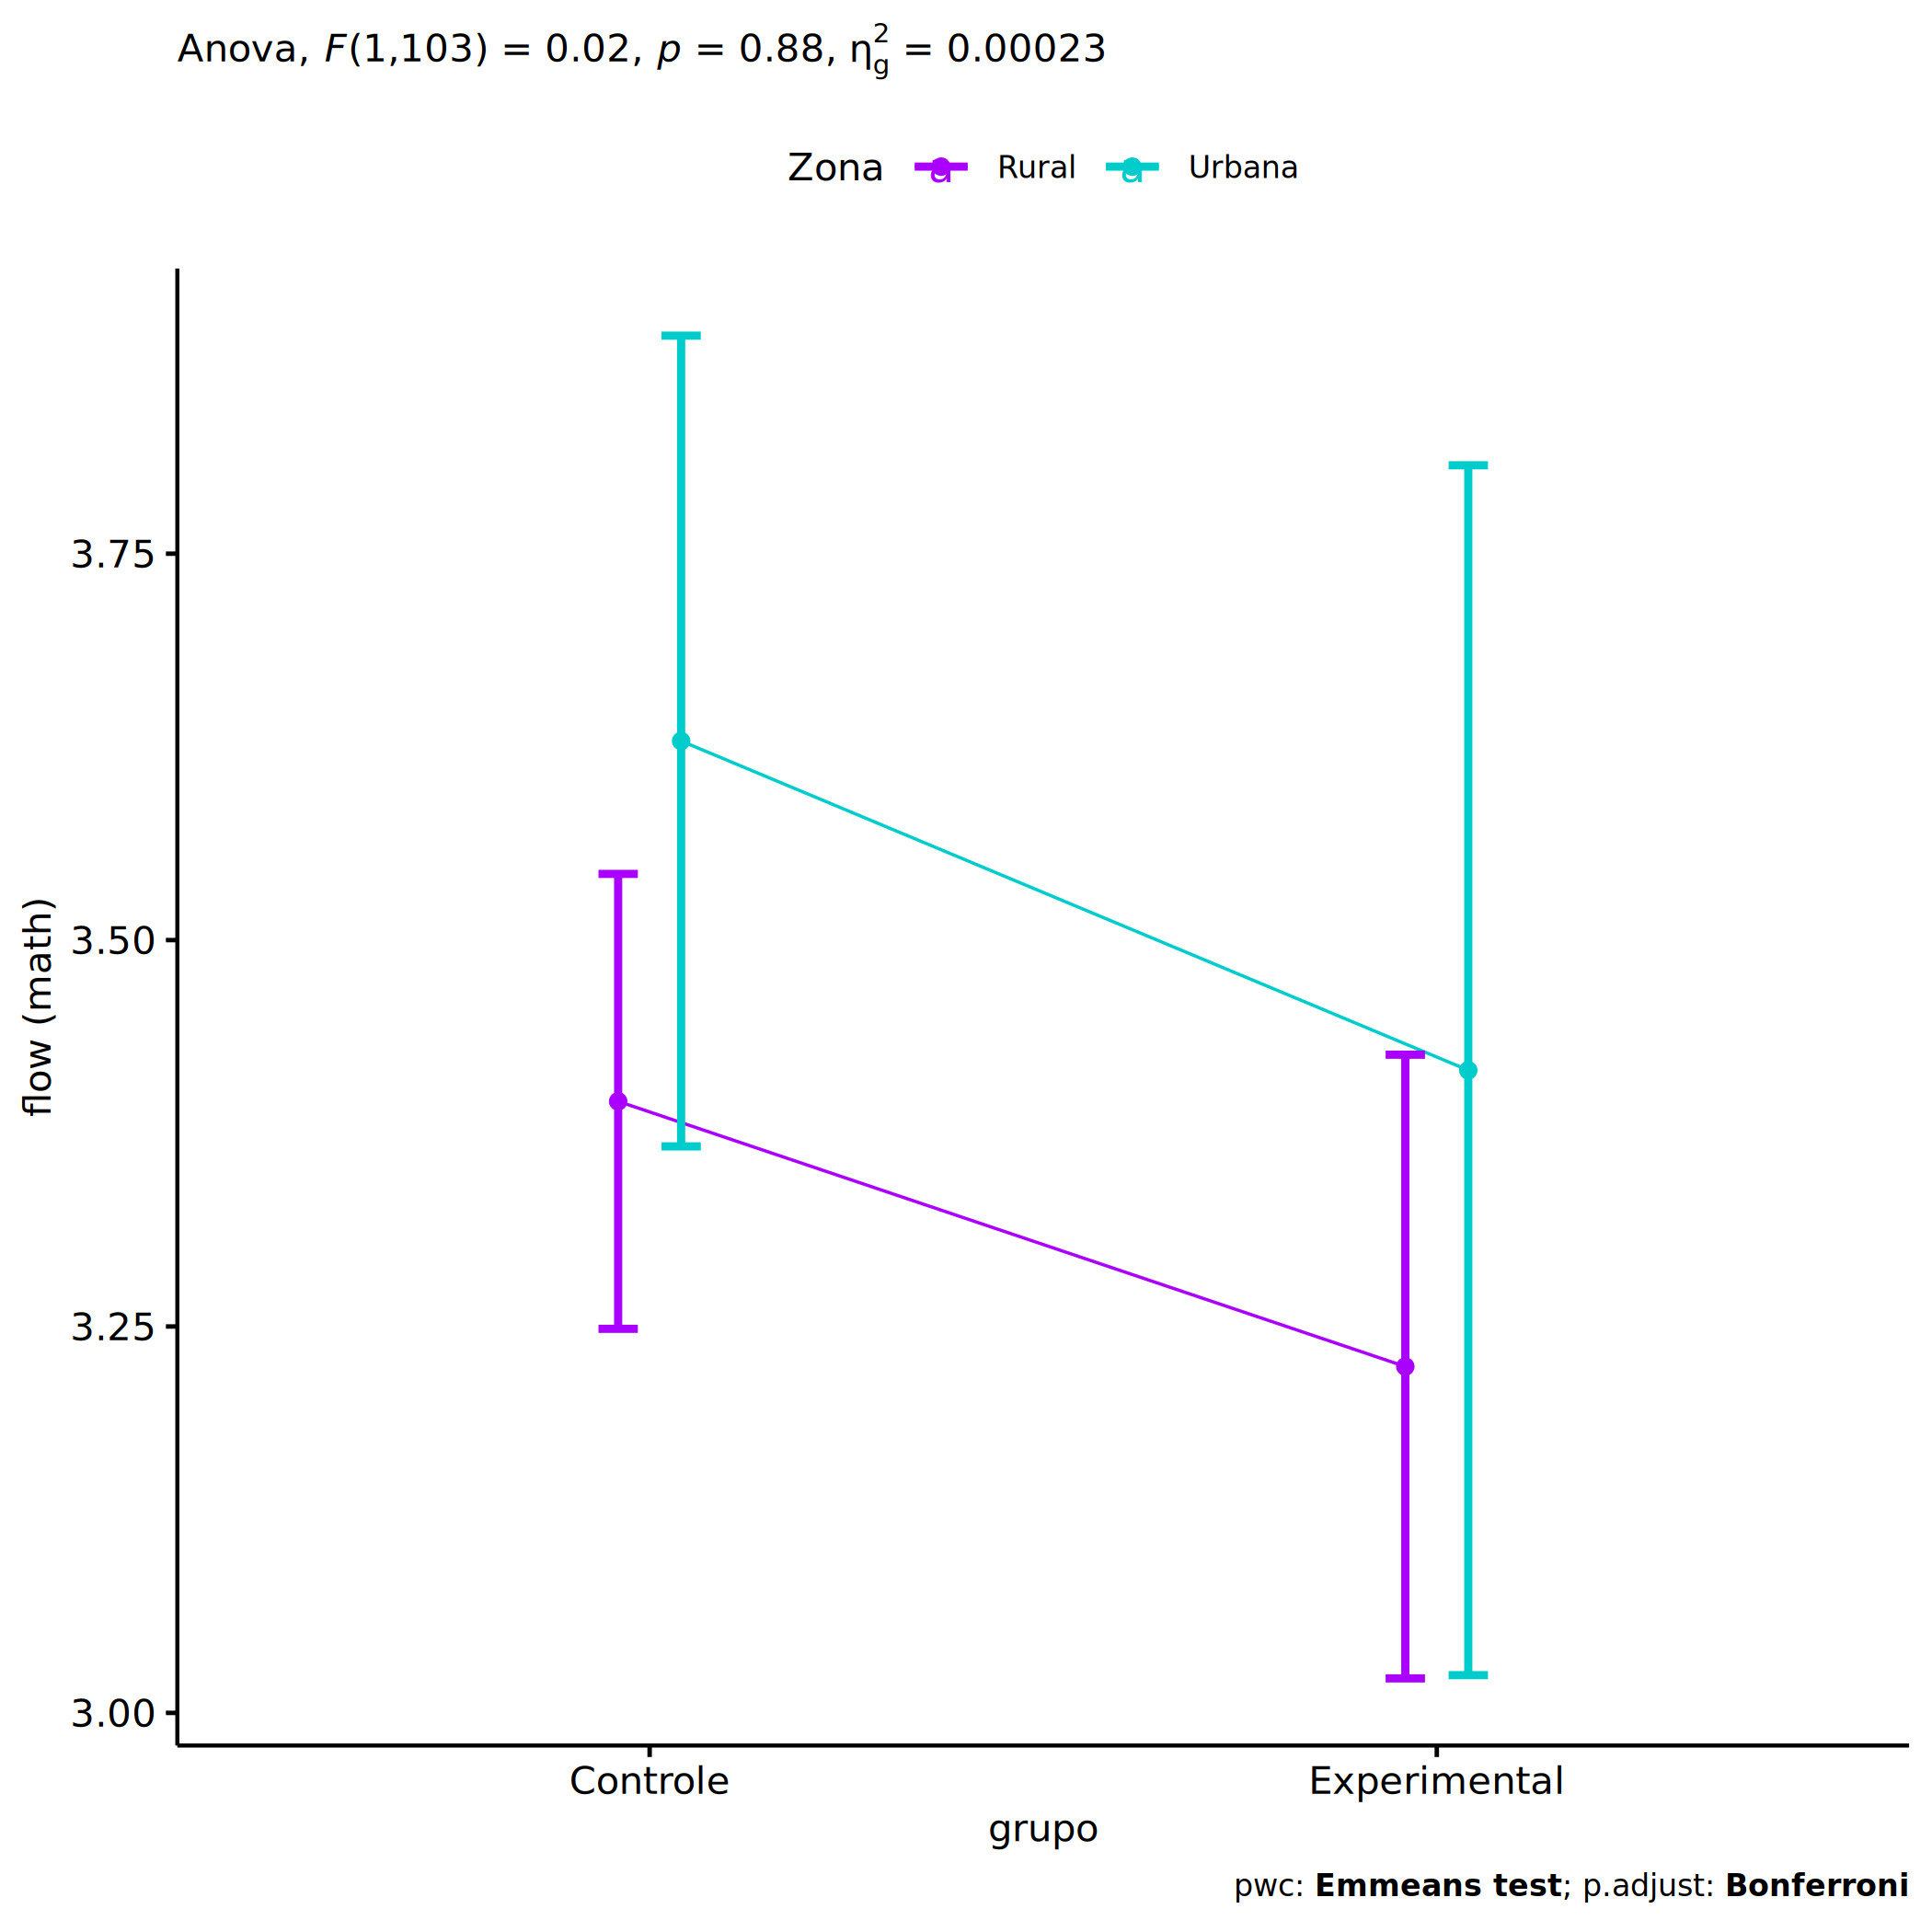 Anova, F(1,103) = 0.02, p = 0.88, η²g = 0.00023
Zona a Rural a Urbana
3.75
3.50
3.25
3.00
flow (math)
Controle Experimental
grupo
pwc: Emmeans test; p.adjust: Bonferroni